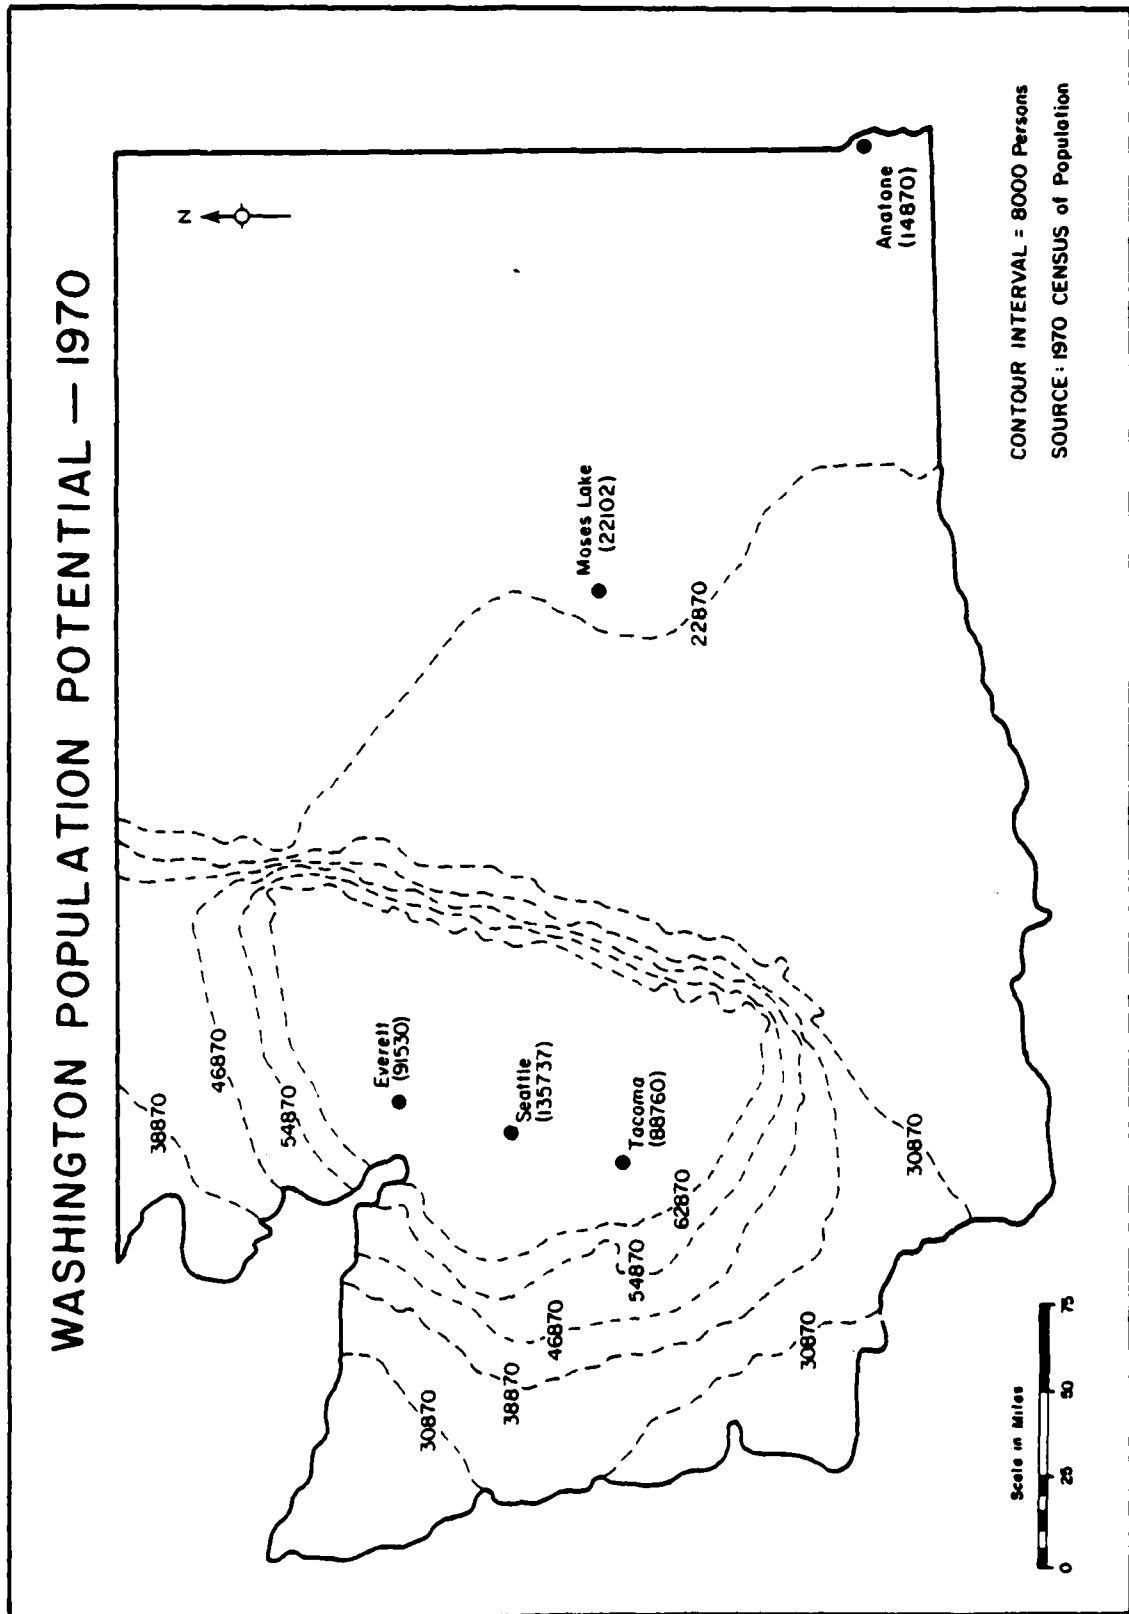 WASHINGTON POPULATION POTENTIAL — 1970
N
38870
46870
54870
Everett
(91530)
Seattle
(135737)
Tacoma
(88760)
Moses Lake
(22102)
22870
30870
38870
46870
54870
62870
30870
30870
Anatone
(14870)
Scale in Miles
0 25 50 75
CONTOUR INTERVAL = 8000 Persons
SOURCE: 1970 CENSUS of Population